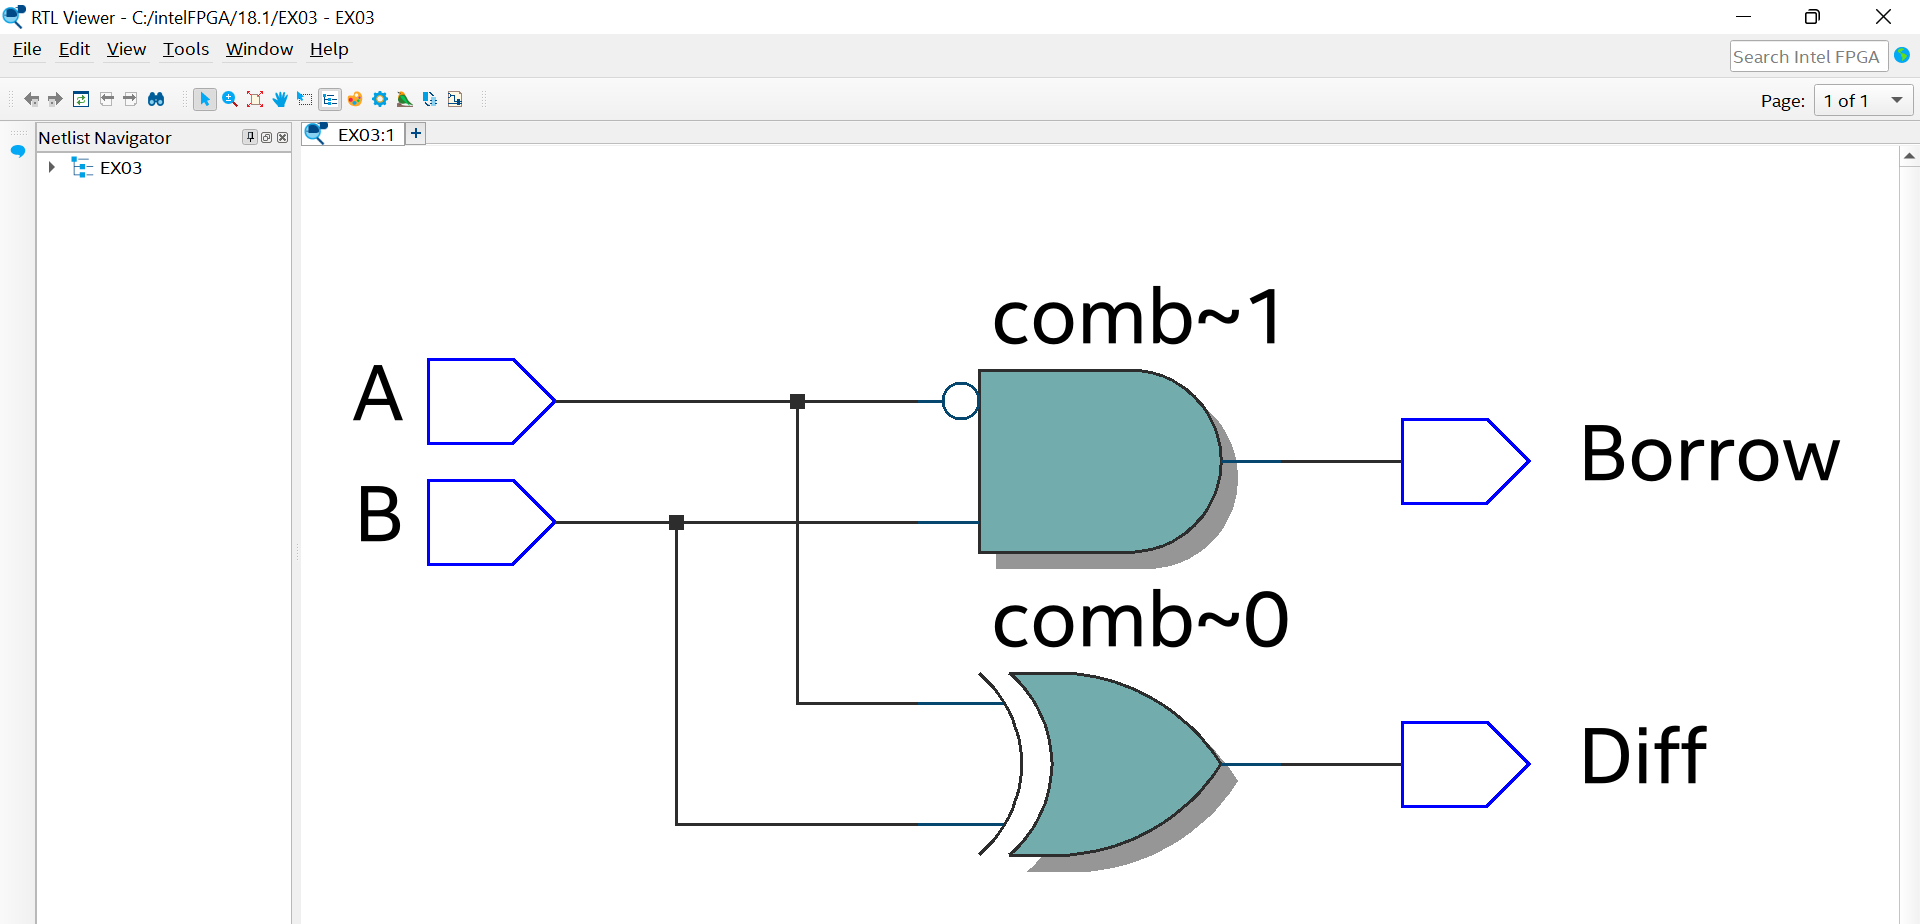 RTL Viewer - C:/intelFPGA/18.1/EX03 - EX03
File Edit View Tools Window Help
Search Intel FPGA
Page: 1 of 1
Netlist Navigator
EX03:1
EX03
comb~1
A
Borrow
B
comb~0
Diff